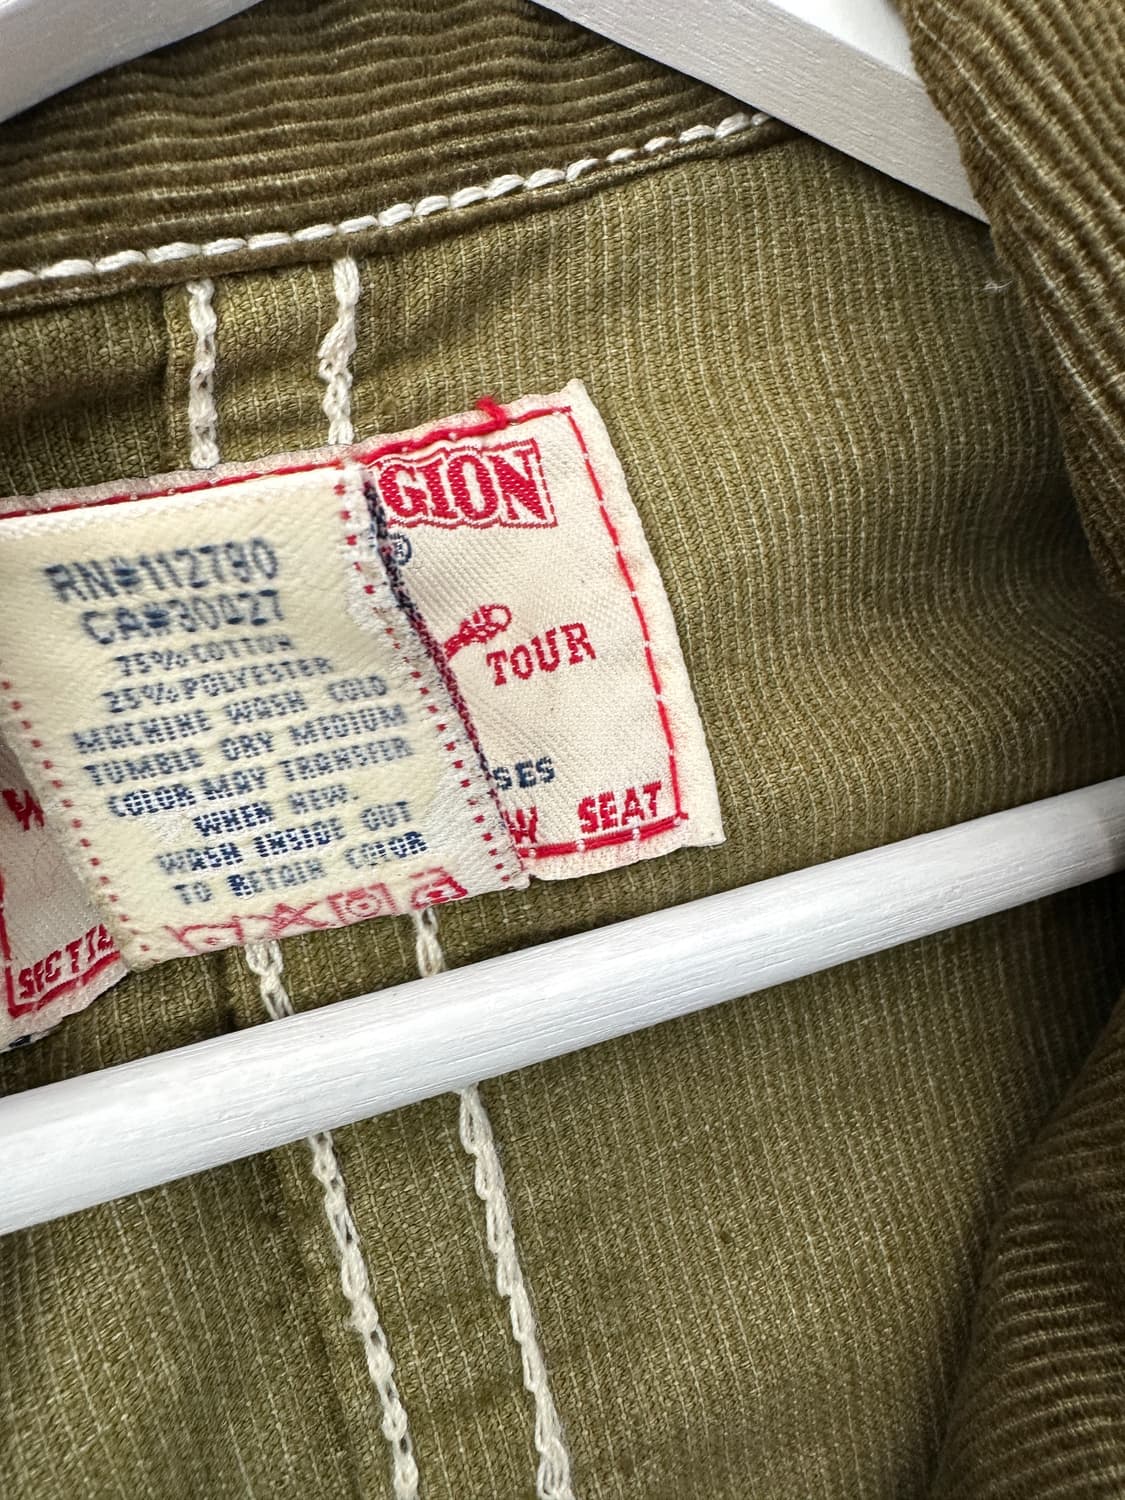 GION
®
TOUR
SES
W SEAT
RN#112790
CA#30027
75% COTTON
25% POLYESTER
MACHINE WASH COLD
TUMBLE DRY MEDIUM
COLOR MAY TRANSFER
WHEN NEW.
WASH INSIDE OUT
TO RETAIN COLOR
W
SECTI